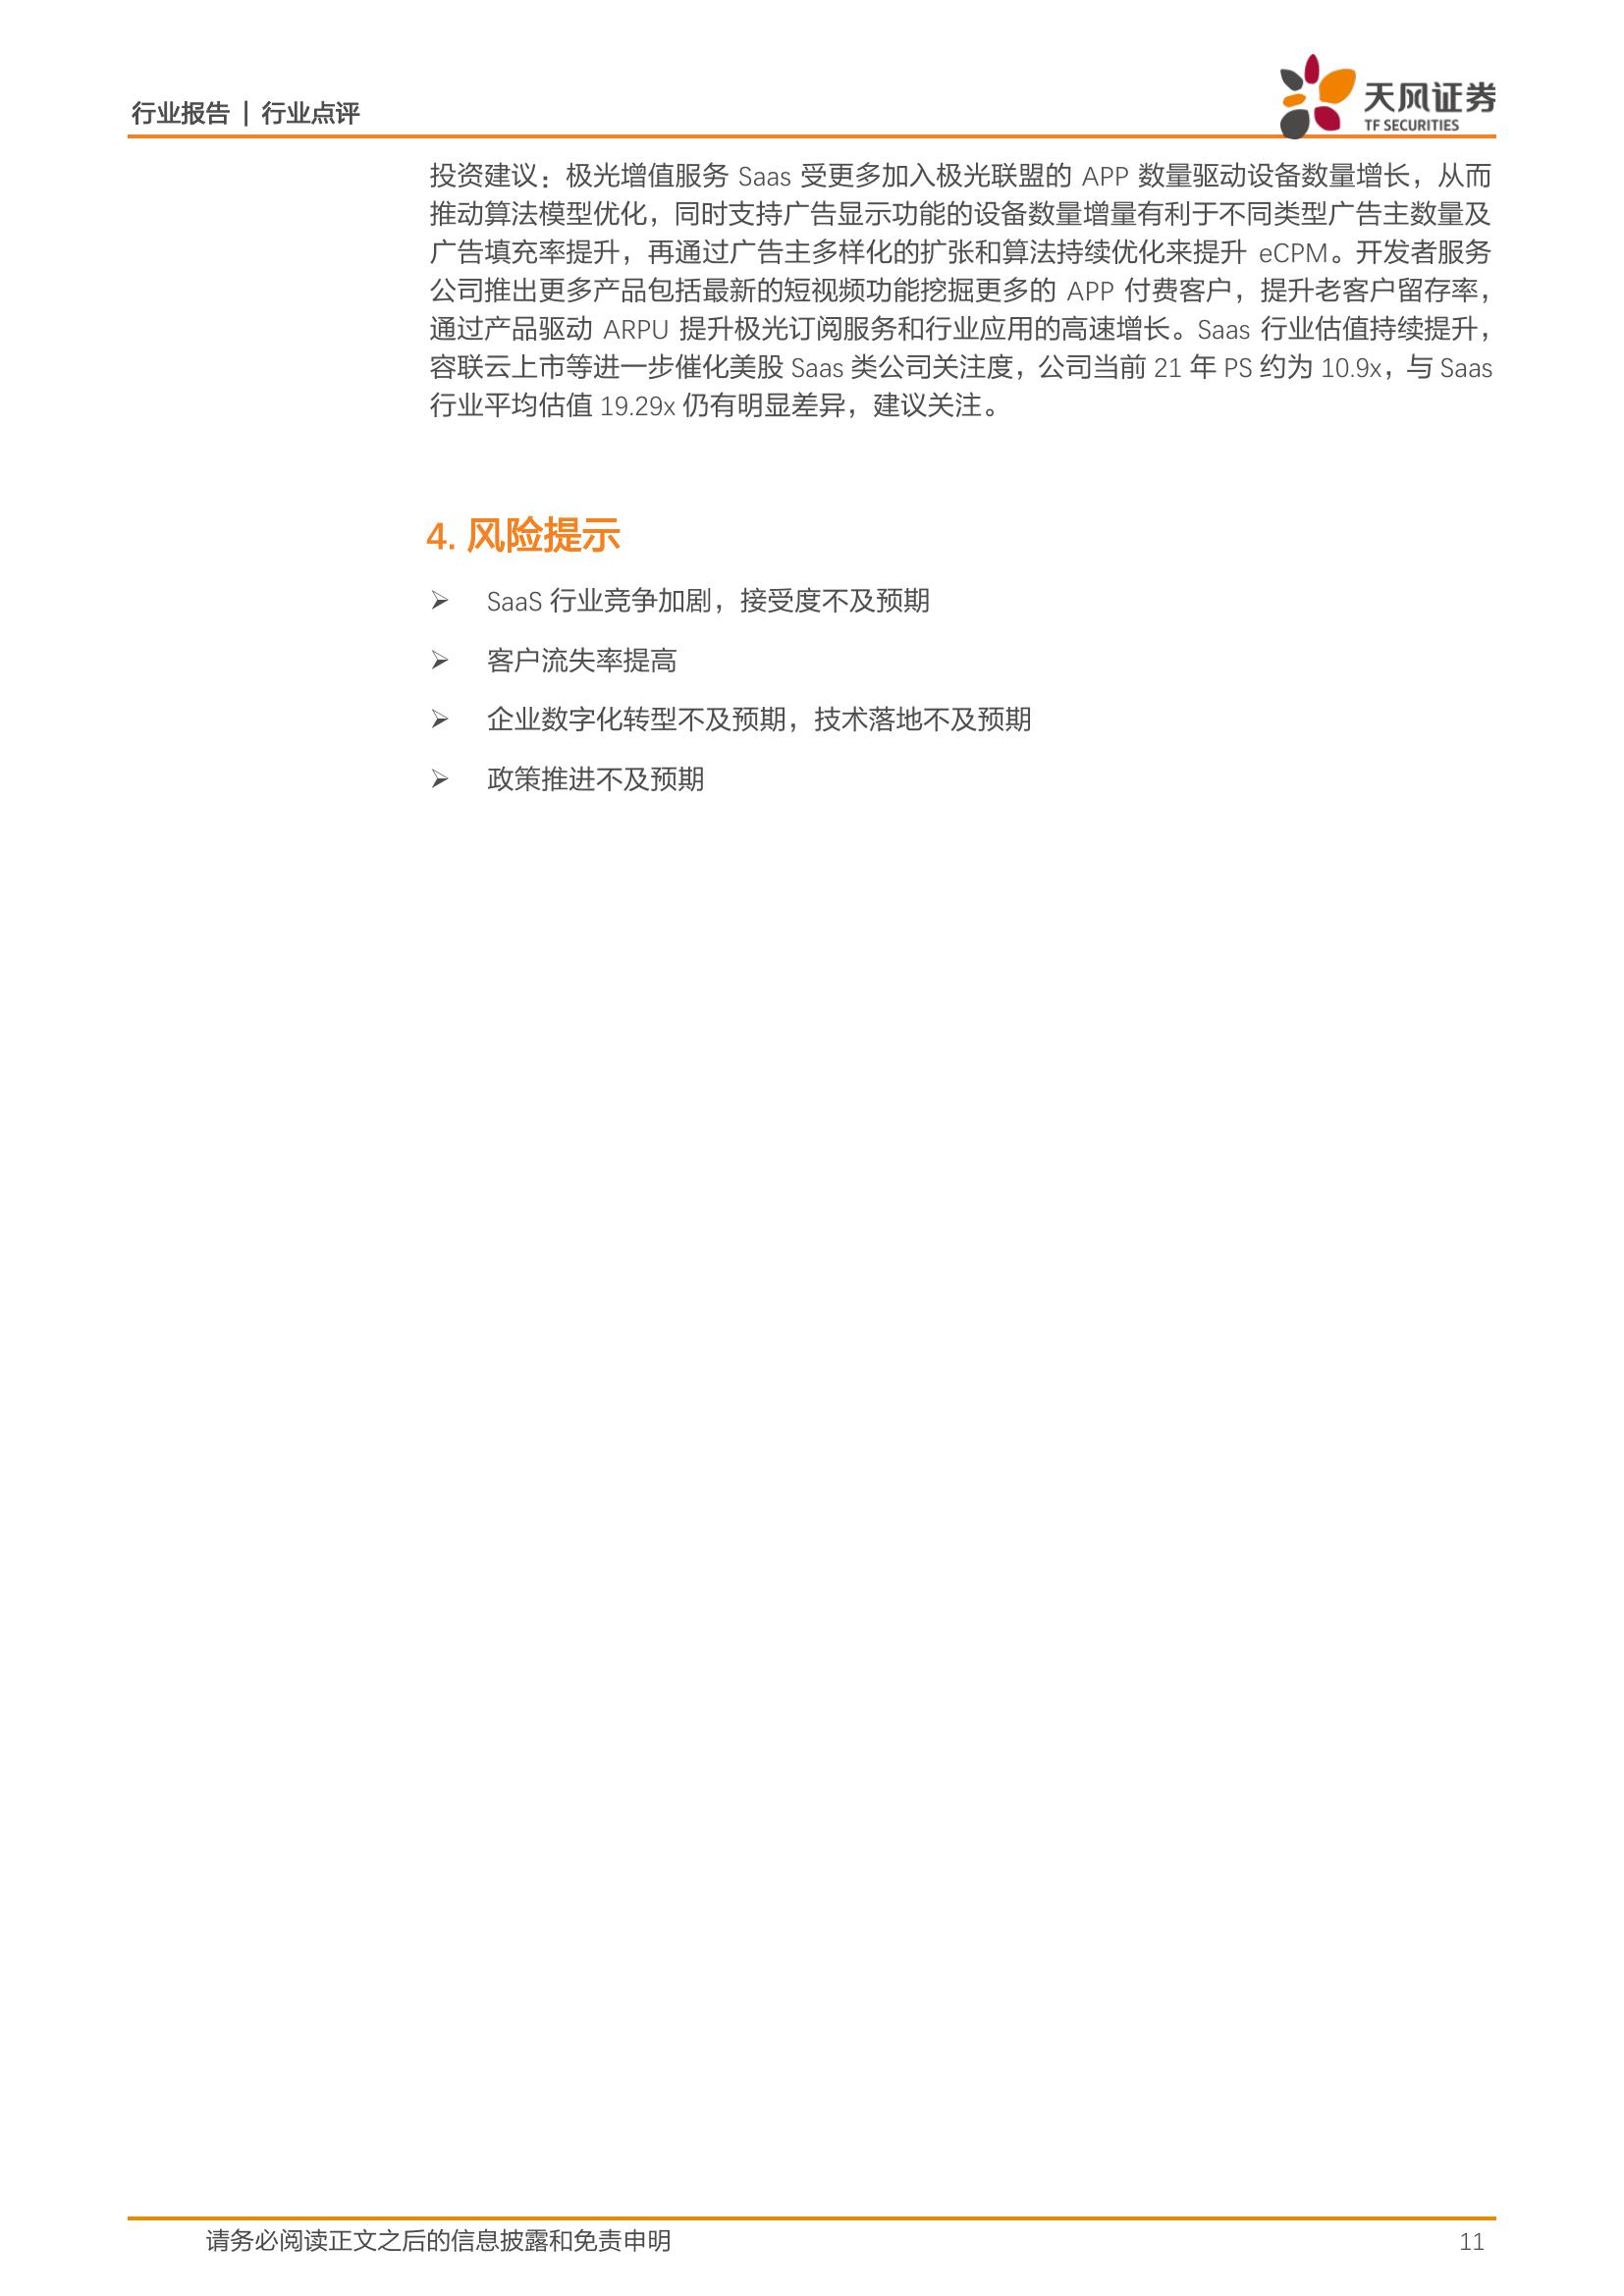 行业报告 | 行业点评
天风证券
TF SECURITIES
投资建议：极光增值服务 Saas 受更多加入极光联盟的 APP 数量驱动设备数量增长，从而
推动算法模型优化，同时支持广告显示功能的设备数量增量有利于不同类型广告主数量及
广告填充率提升，再通过广告主多样化的扩张和算法持续优化来提升 eCPM。开发者服务
公司推出更多产品包括最新的短视频功能挖掘更多的 APP 付费客户，提升老客户留存率，
通过产品驱动 ARPU 提升极光订阅服务和行业应用的高速增长。Saas 行业估值持续提升，
容联云上市等进一步催化美股 Saas 类公司关注度，公司当前 21 年 PS 约为 10.9x，与 Saas
行业平均估值 19.29x 仍有明显差异，建议关注。
4. 风险提示
➢ SaaS 行业竞争加剧，接受度不及预期
➢ 客户流失率提高
➢ 企业数字化转型不及预期，技术落地不及预期
➢ 政策推进不及预期
请务必阅读正文之后的信息披露和免责申明
11